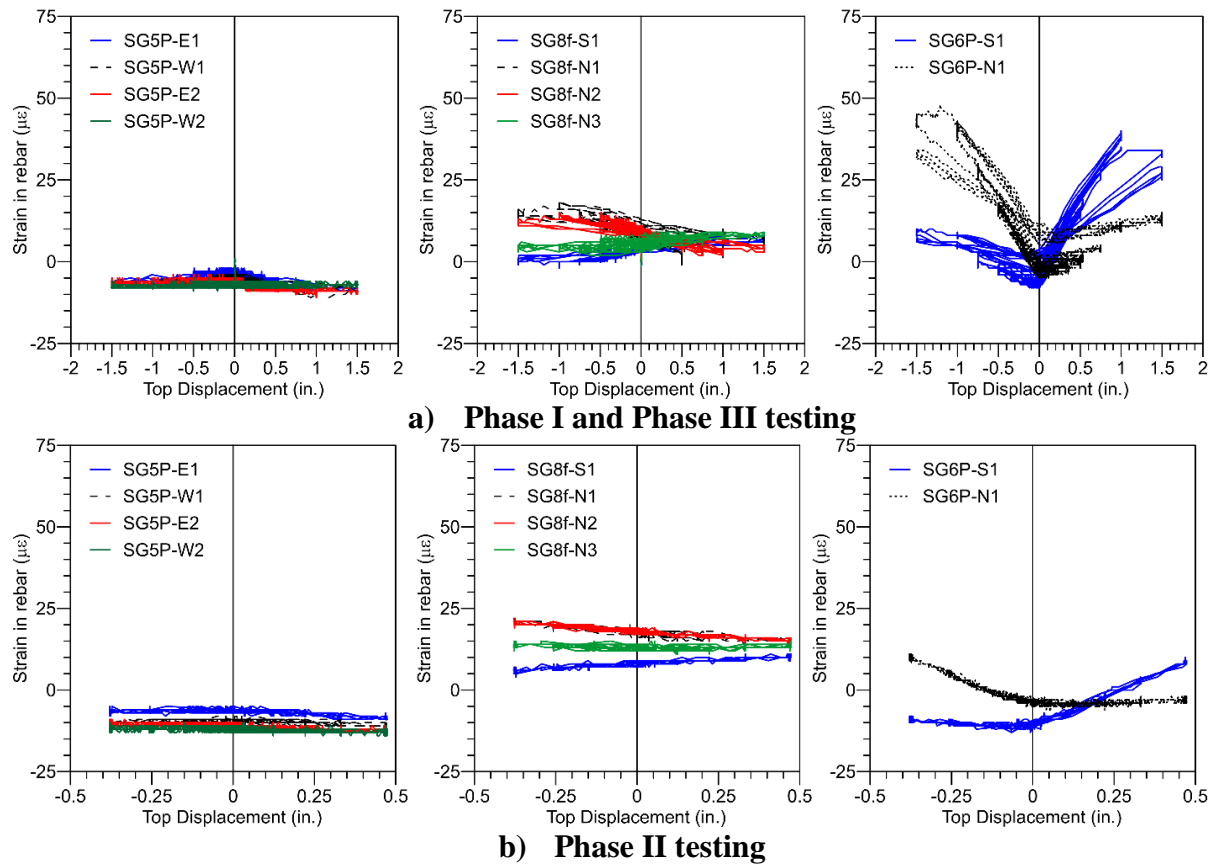 75
50
25
0
-25
Strain in rebar (με)
SG5P-E1
SG5P-W1
SG5P-E2
SG5P-W2
-2 -1.5 -1 -0.5 0 0.5 1 1.5 2
Top Displacement (in.)
75
50
25
0
-25
Strain in rebar (με)
SG8f-S1
SG8f-N1
SG8f-N2
SG8f-N3
-2 -1.5 -1 -0.5 0 0.5 1 1.5 2
Top Displacement (in.)
75
50
25
0
-25
Strain in rebar (με)
SG6P-S1
SG6P-N1
-2 -1.5 -1 -0.5 0 0.5 1 1.5 2
Top Displacement (in.)
a) Phase I and Phase III testing
75
50
25
0
-25
Strain in rebar (με)
SG5P-E1
SG5P-W1
SG5P-E2
SG5P-W2
-0.5 -0.25 0 0.25 0.5
Top Displacement (in.)
75
50
25
0
-25
Strain in rebar (με)
SG8f-S1
SG8f-N1
SG8f-N2
SG8f-N3
-0.5 -0.25 0 0.25 0.5
Top Displacement (in.)
75
50
25
0
-25
Strain in rebar (με)
SG6P-S1
SG6P-N1
-0.5 -0.25 0 0.25 0.5
Top Displacement (in.)
b) Phase II testing